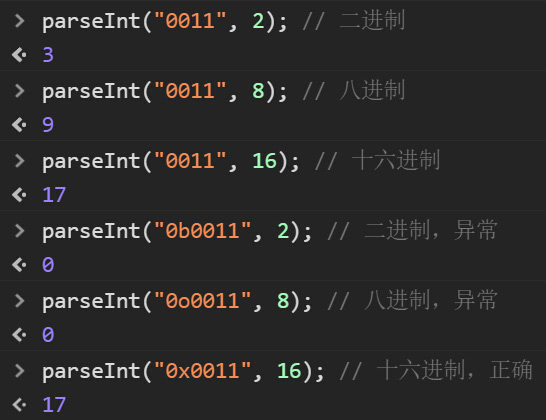 > parseInt("0011", 2); // 二进制
< 3
> parseInt("0011", 8); // 八进制
< 9
> parseInt("0011", 16); // 十六进制
< 17
> parseInt("0b0011", 2); // 二进制，异常
< 0
> parseInt("0o0011", 8); // 八进制，异常
< 0
> parseInt("0x0011", 16); // 十六进制，正确
< 17